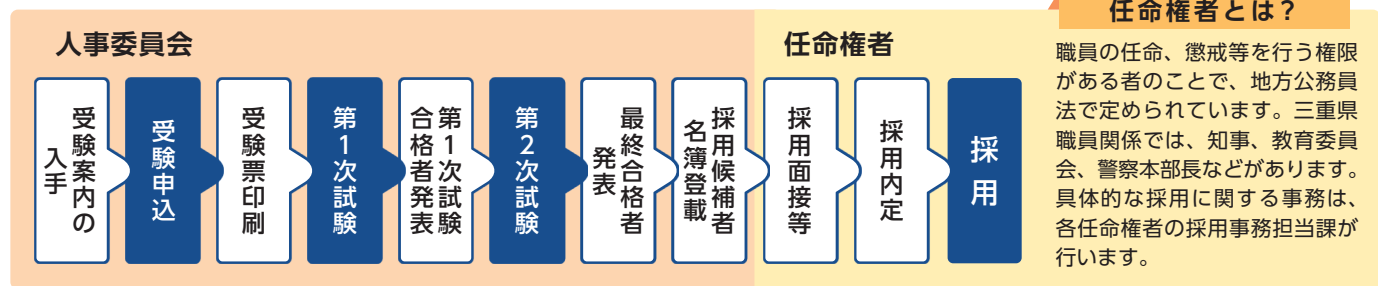 人事委員会
受験案内の
入手
受験申込
受験票印刷
第1次試験
第1次試験
合格者発表
第2次試験
最終合格者
発表
採用候補者
名簿登載
任命権者
採用面接等
採用内定
採用
任命権者とは？
職員の任命、懲戒等を行う権限
がある者のことで、地方公務員
法で定められています。三重県
職員関係では、知事、教育委員
会、警察本部長などがあります。
具体的な採用に関する事務は、
各任命権者の採用事務担当課が
行います。